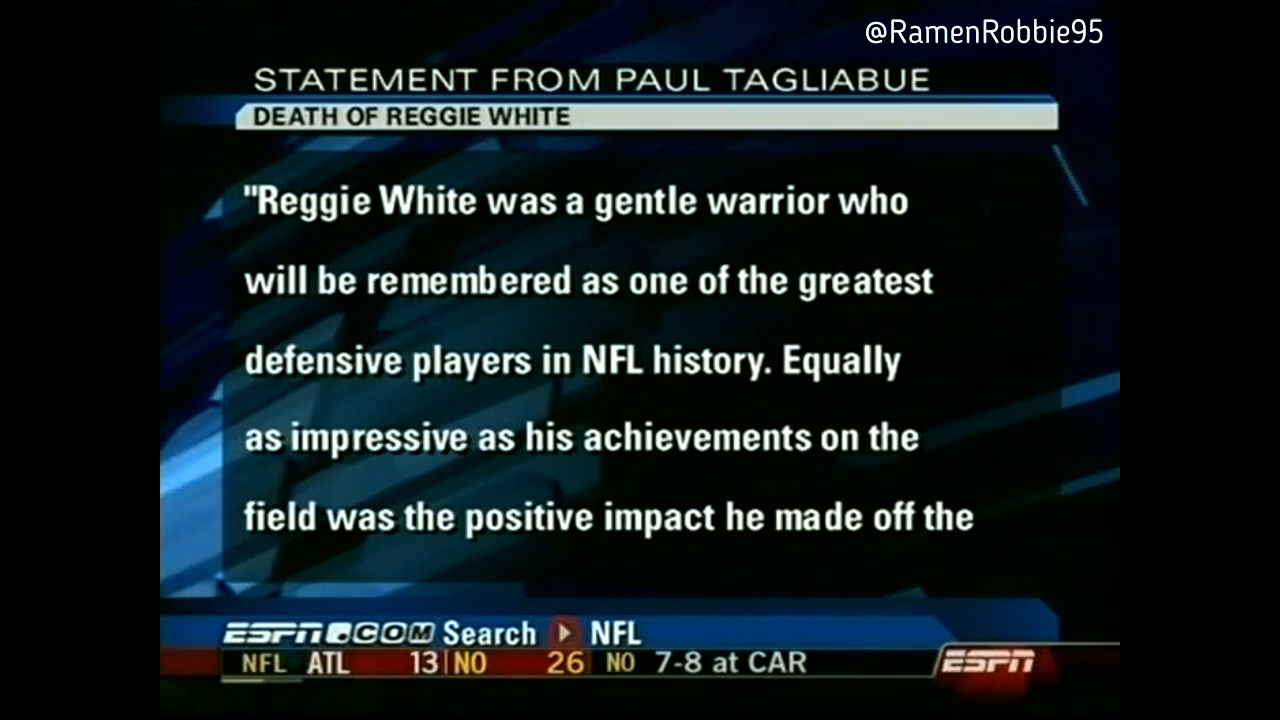 @RamenRobbie95
STATEMENT FROM PAUL TAGLIABUE
DEATH OF REGGIE WHITE
"Reggie White was a gentle warrior who
will be remembered as one of the greatest
defensive players in NFL history. Equally
as impressive as his achievements on the
field was the positive impact he made off the
ESPN.COM Search NFL
NFL ATL 13 NO 26 NO 7-8 at CAR ESPN